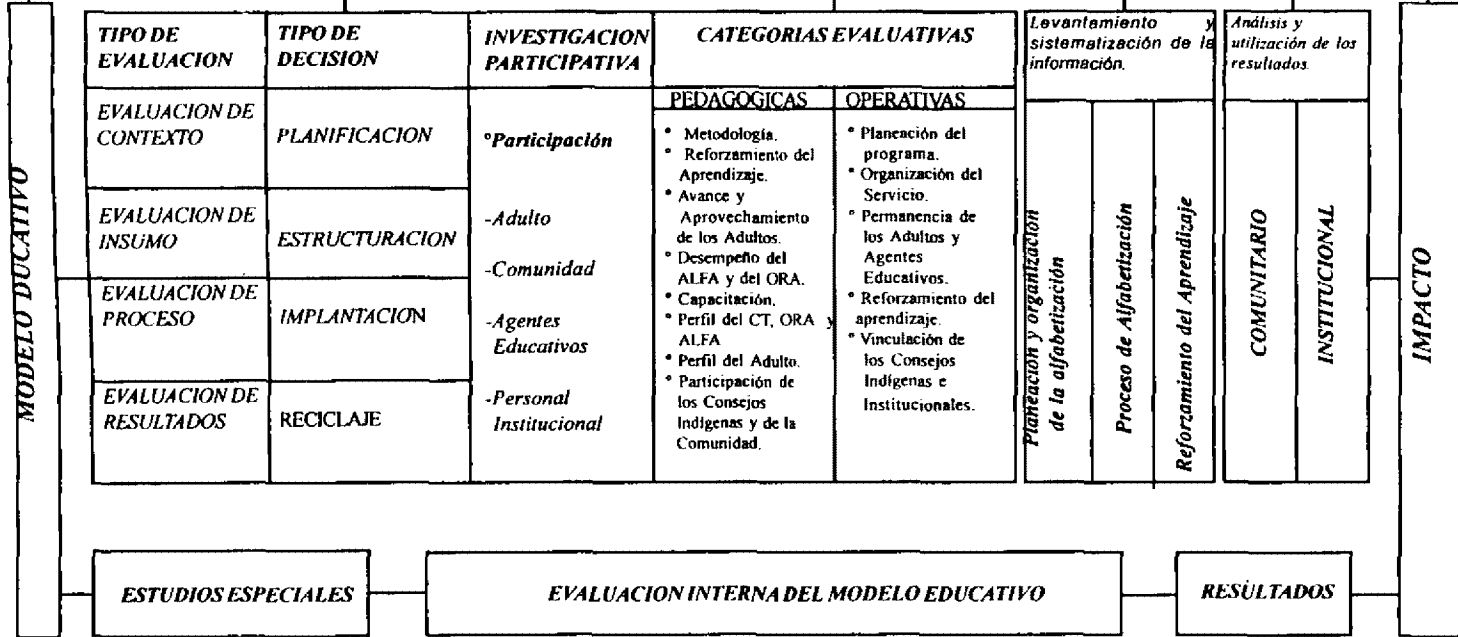 MODELO DUCATIVO
TIPO DE
EVALUACION
TIPO DE
DECISION
INVESTIGACION
PARTICIPATIVA
CATEGORIAS EVALUATIVAS
EVALUACION DE
CONTEXTO
PLANIFICACION
EVALUACION DE
INSUMO
ESTRUCTURACION
EVALUACION DE
PROCESO
IMPLANTACION
EVALUACION DE
RESULTADOS
RECICLAJE
°Participación
-Adulto
-Comunidad
-Agentes
Educativos
-Personal
Institucional
PEDAGOGICAS
° Metodología.
° Reforzamiento del
Aprendizaje.
° Avance y
Aprovechamiento
de los Adultos.
° Desempeño del
ALFA y del ORA.
° Capacitación.
° Perfil del CT, ORA y
ALFA
° Perfil del Adulto.
° Participación de
los Consejos
Indígenas y de la
Comunidad.
OPERATIVAS
° Planeación del
programa.
° Organización del
Servicio.
° Permanencia de
los Adultos y
Agentes
Educativos.
° Reforzamiento del
aprendizaje.
° Vinculación de
los Consejos
Indígenas e
Institucionales.
Levantamiento y
sistematización de la
información.
Planeación y organización
de la alfabetización
Proceso de Alfabetización
Reforzamiento del Aprendizaje
Análisis y
utilización de los
resultados.
COMUNITARIO
INSTITUCIONAL
IMPACTO
ESTUDIOS ESPECIALES
EVALUACION INTERNA DEL MODELO EDUCATIVO
RESULTADOS